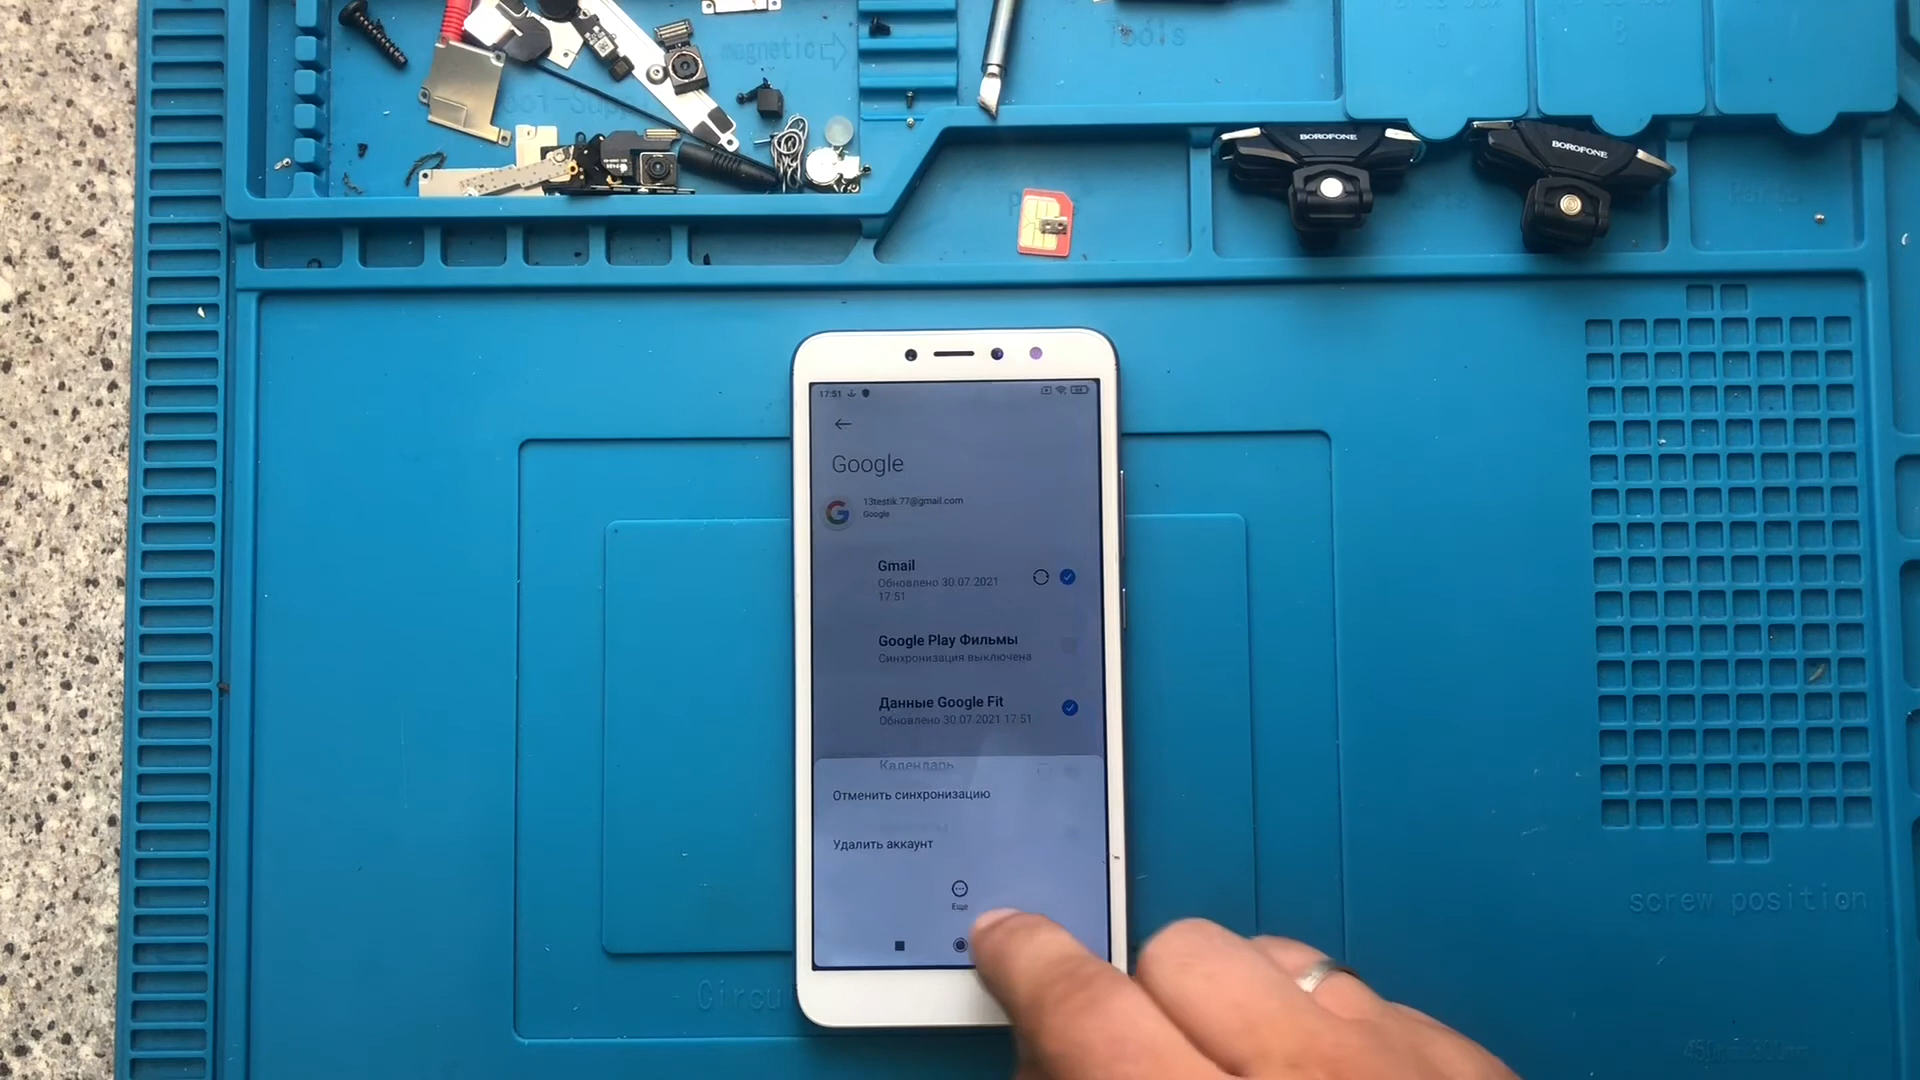 magnetic
Tools
BOROFONE
BOROFONE
17:51
Google
13testik.77@gmail.com
Google
Gmail
Обновлено 30.07.2021
17:51
Google Play Фильмы
Синхронизация выключена
Данные Google Fit
Обновлено 30.07.2021 17:51
Календарь
Отменить синхронизацию
Удалить аккаунт
Еще
screw position